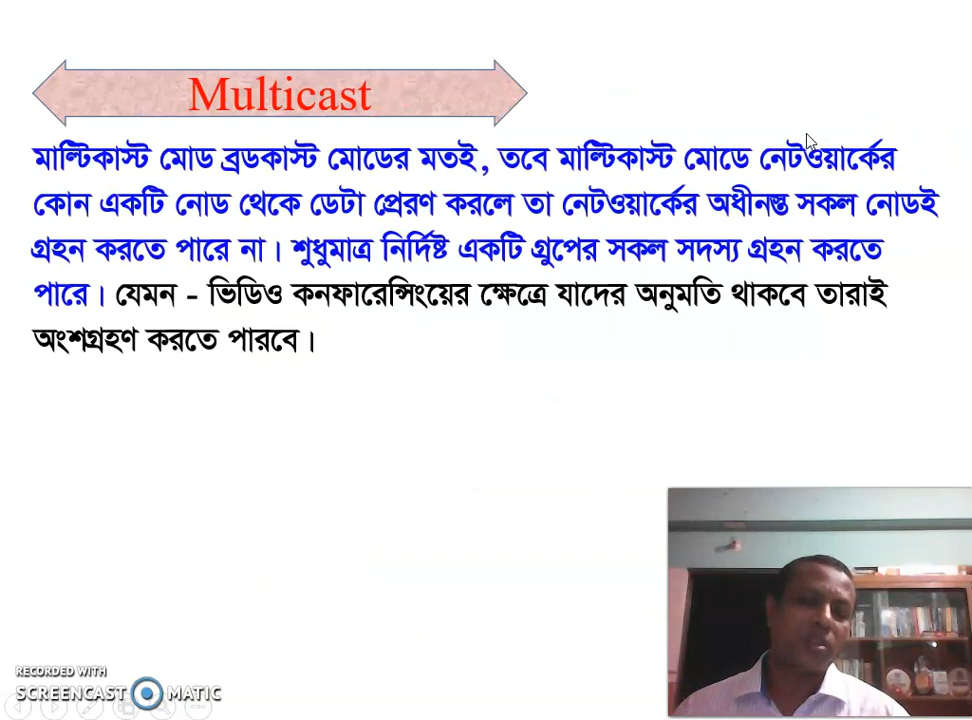 Multicast
মাল্টিকাস্ট মোড ব্রডকাস্ট মোডের মতই, তবে মাল্টিকাস্ট মোডে নেটওয়ার্কের
কোন একটি নোড থেকে ডেটা প্রেরণ করলে তা নেটওয়ার্কের অধীনস্ত সকল নোডই
গ্রহন করতে পারে না। শুধুমাত্র নির্দিষ্ট একটি গ্রুপের সকল সদস্য গ্রহন করতে
পারে। যেমন - ভিডিও কনফারেন্সিংয়ের ক্ষেত্রে যাদের অনুমতি থাকবে তারাই
অংশগ্রহণ করতে পারবে।
RECORDED WITH
SCREENCAST MATIC